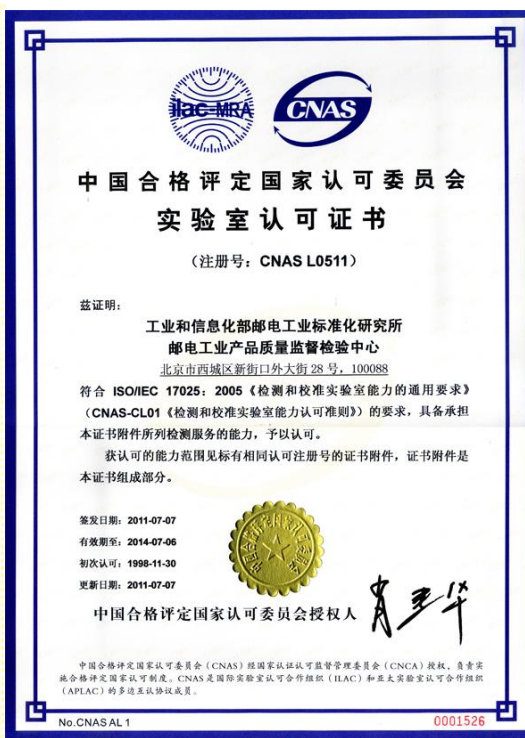 ilac-MRA
CNAS
中国合格评定国家认可委员会
实验室认可证书
（注册号：CNAS L0511）
兹证明：
工业和信息化部邮电工业标准化研究所
邮电工业产品质量监督检验中心
北京市西城区新街口外大街 28 号，100088
符合 ISO/IEC 17025：2005《检测和校准实验室能力的通用要求》
（CNAS-CL01《检测和校准实验室能力认可准则》）的要求，具备承担
本证书附件所列检测服务的能力，予以认可。
获认可的能力范围见标有相同认可注册号的证书附件，证书附件是
本证书组成部分。
签发日期：2011-07-07
有效期至：2014-07-06
初次认可：1998-11-30
更新日期：2011-07-07
中国合格评定国家认可委员会授权人
中国合格评定国家认可委员会（CNAS）经国家认证认可监督管理委员会（CNCA）授权，负责实
施合格评定国家认可制度。CNAS是国际实验室认可合作组织（ILAC）和亚太实验室认可合作组织
（APLAC）的多边互认协议成员。
No.CNAS AL 1
0001526